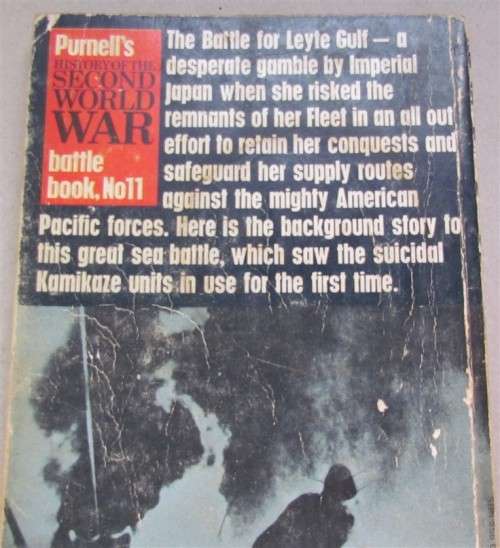 Purnell's
HISTORY OF THE
SECOND
WORLD
WAR
battle
book, No11
The Battle for Leyte Gulf — a
desperate gamble by Imperial
Japan when she risked the
remnants of her Fleet in an all out
effort to retain her conquests and
safeguard her supply routes
against the mighty American
Pacific forces. Here is the background story to
this great sea battle, which saw the suicidal
Kamikaze units in use for the first time.